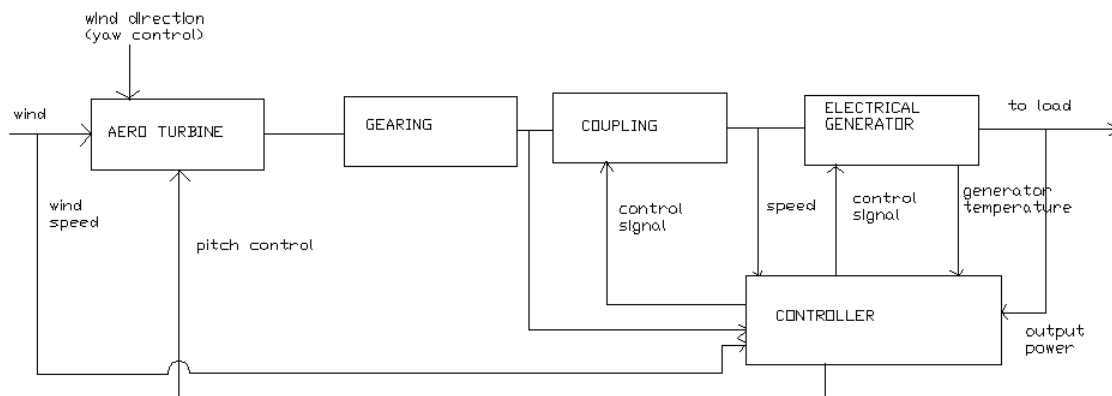 wind direction
(yaw control)
wind
AERO TURBINE
GEARING
COUPLING
ELECTRICAL
GENERATOR
to load
wind
speed
pitch control
control
signal
speed
control
signal
generator
temperature
CONTROLLER
output
power